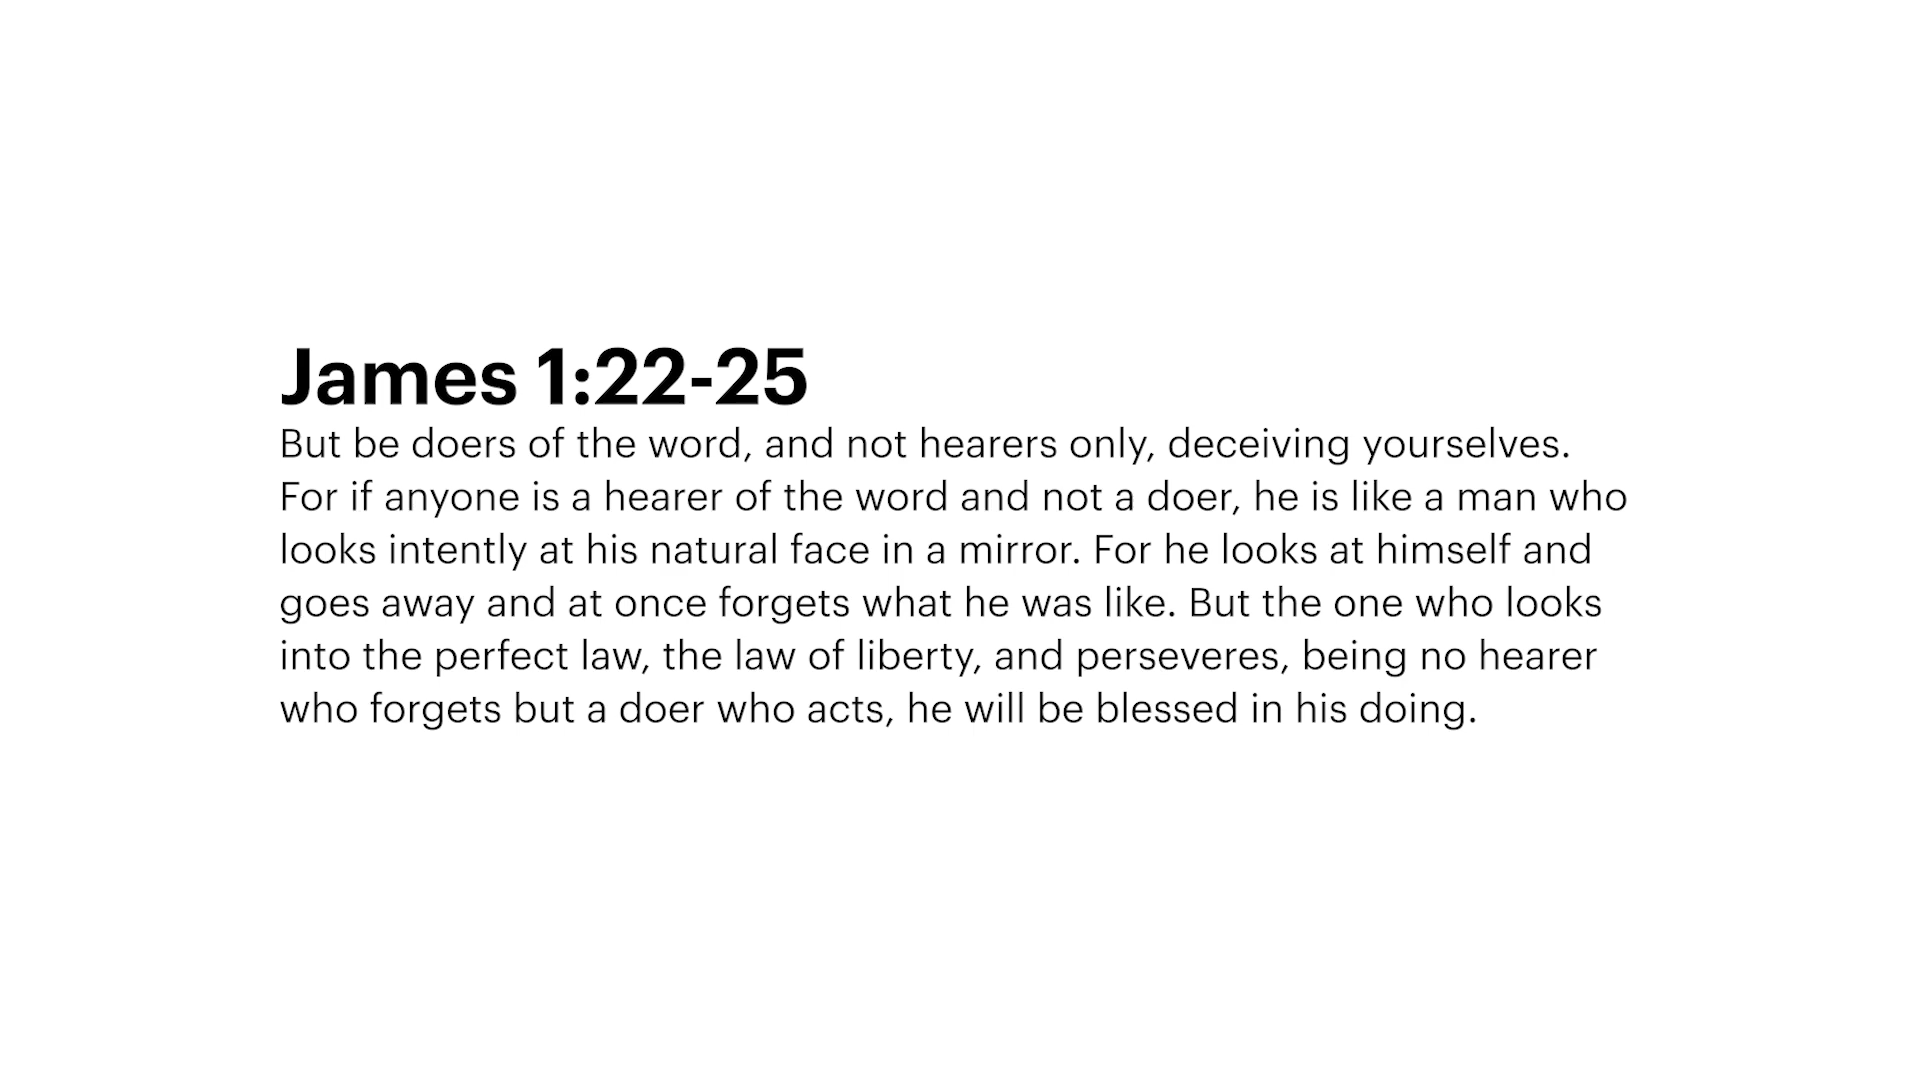 James 1:22-25
But be doers of the word, and not hearers only, deceiving yourselves.
For if anyone is a hearer of the word and not a doer, he is like a man who
looks intently at his natural face in a mirror. For he looks at himself and
goes away and at once forgets what he was like. But the one who looks
into the perfect law, the law of liberty, and perseveres, being no hearer
who forgets but a doer who acts, he will be blessed in his doing.